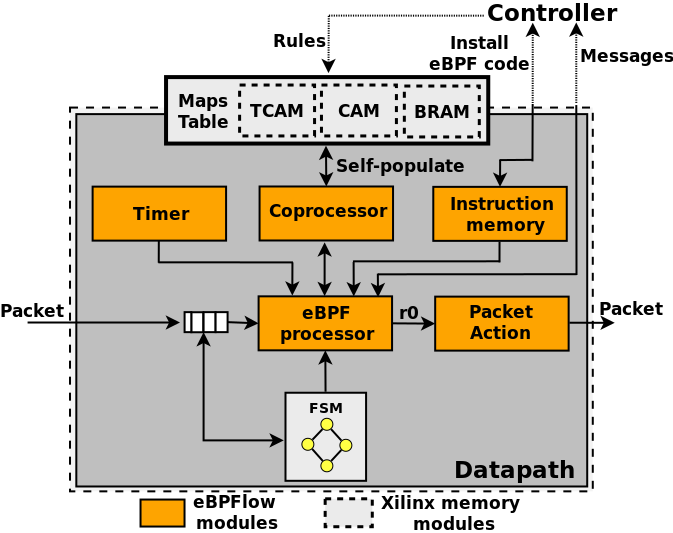 Controller
Rules
Install
eBPF code
Messages
Maps
Table
TCAM
CAM
BRAM
Self-populate
Timer
Coprocessor
Instruction
memory
Packet
eBPF
processor
r0
Packet
Action
Packet
FSM
Datapath
eBPFlow
modules
Xilinx memory
modules